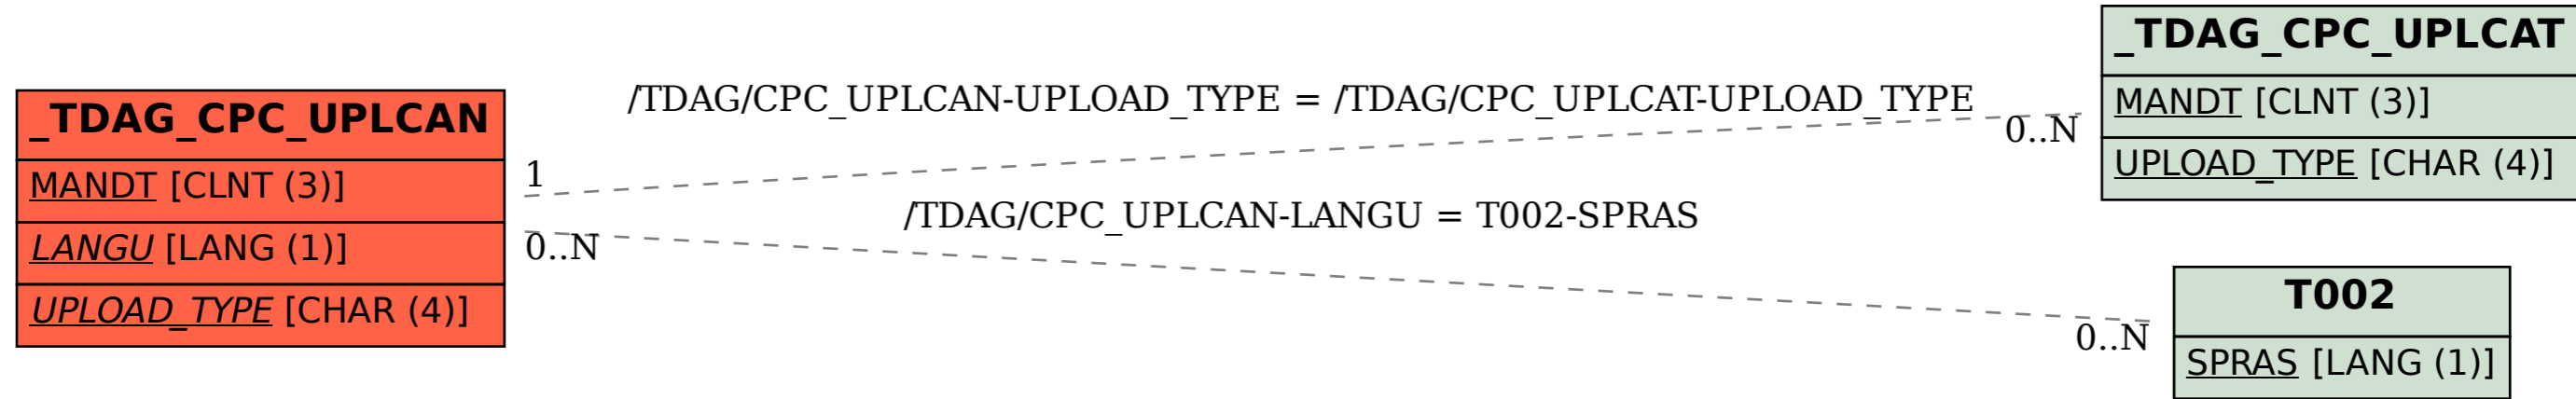 _TDAG_CPC_UPLCAN
MANDT [CLNT (3)]
LANGU [LANG (1)]
UPLOAD_TYPE [CHAR (4)]
/TDAG/CPC_UPLCAN-UPLOAD_TYPE = /TDAG/CPC_UPLCAT-UPLOAD_TYPE
1
0..N
/TDAG/CPC_UPLCAN-LANGU = T002-SPRAS
0..N
0..N
_TDAG_CPC_UPLCAT
MANDT [CLNT (3)]
UPLOAD_TYPE [CHAR (4)]
T002
SPRAS [LANG (1)]